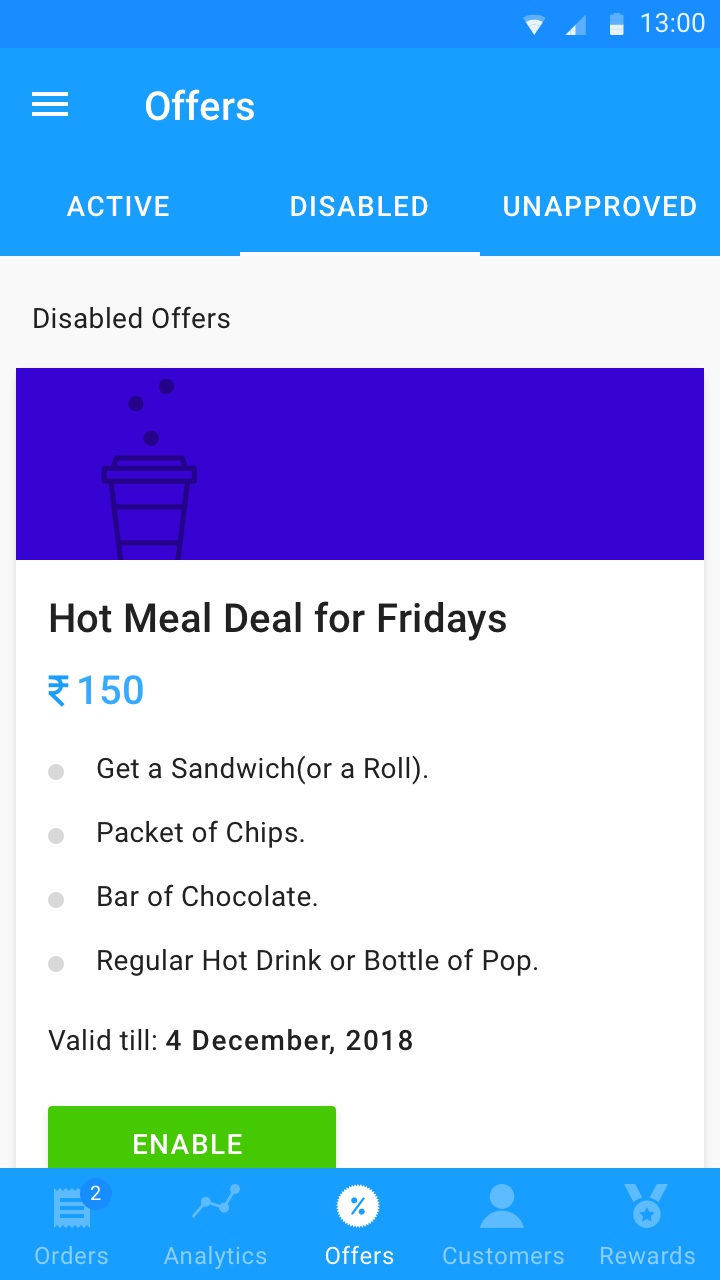 13:00
Offers
ACTIVE DISABLED UNAPPROVED
Disabled Offers
Hot Meal Deal for Fridays
₹ 150
Get a Sandwich(or a Roll).
Packet of Chips.
Bar of Chocolate.
Regular Hot Drink or Bottle of Pop.
Valid till: 4 December, 2018
ENABLE
2 %
Orders Analytics Offers Customers Rewards